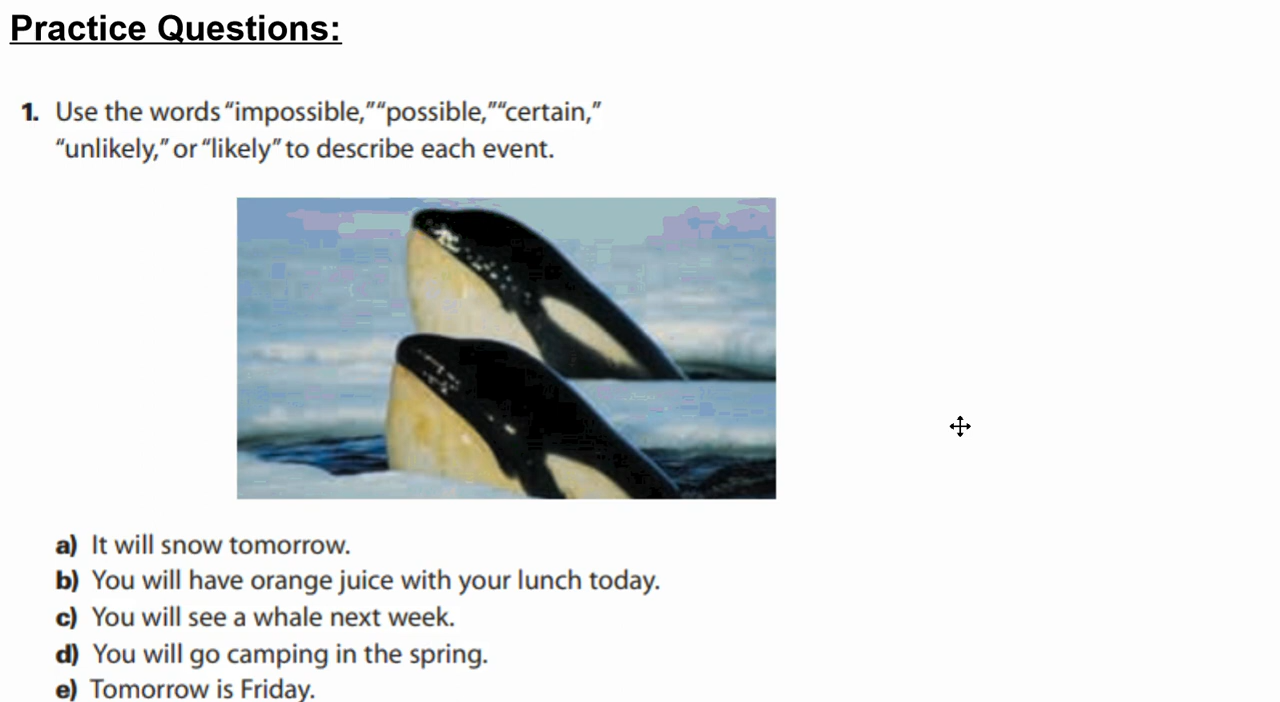 Practice Questions:
1. Use the words “impossible,” “possible,” “certain,”
“unlikely,” or “likely” to describe each event.
a) It will snow tomorrow.
b) You will have orange juice with your lunch today.
c) You will see a whale next week.
d) You will go camping in the spring.
e) Tomorrow is Friday.